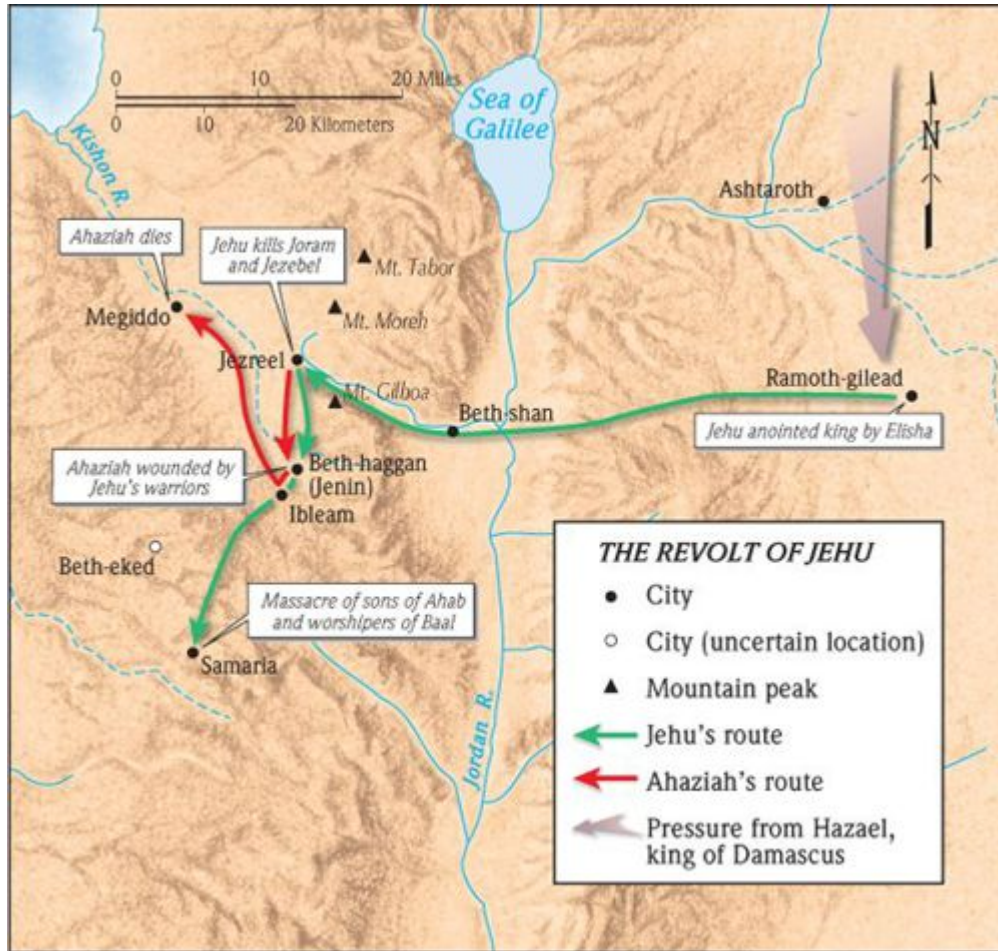 0 10 20 Miles
0 10 20 Kilometers
Sea of
Galilee
N
Kishon R.
Ashtaroth
Ahaziah dies
Jehu kills Joram
and Jezebel
Mt. Tabor
Megiddo
Mt. Moreh
Jezreel
Mt. Gilboa
Ramoth-gilead
Beth-shan
Jehu anointed king by Elisha
Ahaziah wounded by
Jehu's warriors
Beth-haggan
(Jenin)
Ibleam
Beth-eked
Massacre of sons of Ahab
and worshipers of Baal
Samaria
Jordan R.
THE REVOLT OF JEHU
City
City (uncertain location)
Mountain peak
Jehu's route
Ahaziah's route
Pressure from Hazael,
king of Damascus